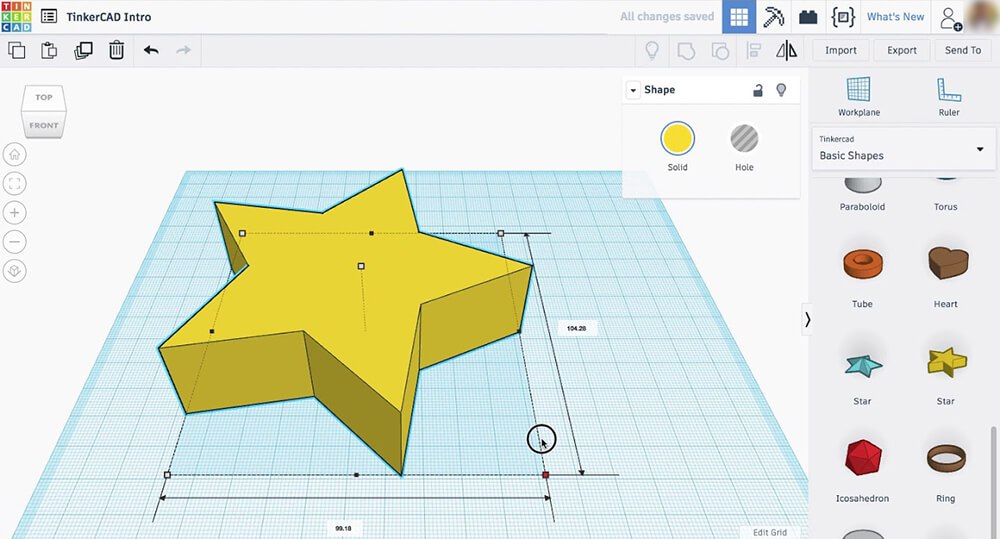 TIN
KER
CAD
TinkerCAD Intro
All changes saved
What's New
Import
Export
Send To
TOP
FRONT
Shape
Solid
Hole
Workplane
Ruler
Tinkercad
Basic Shapes
Paraboloid
Torus
Tube
Heart
Star
Star
Icosahedron
Ring
104.28
99.18
Edit Grid